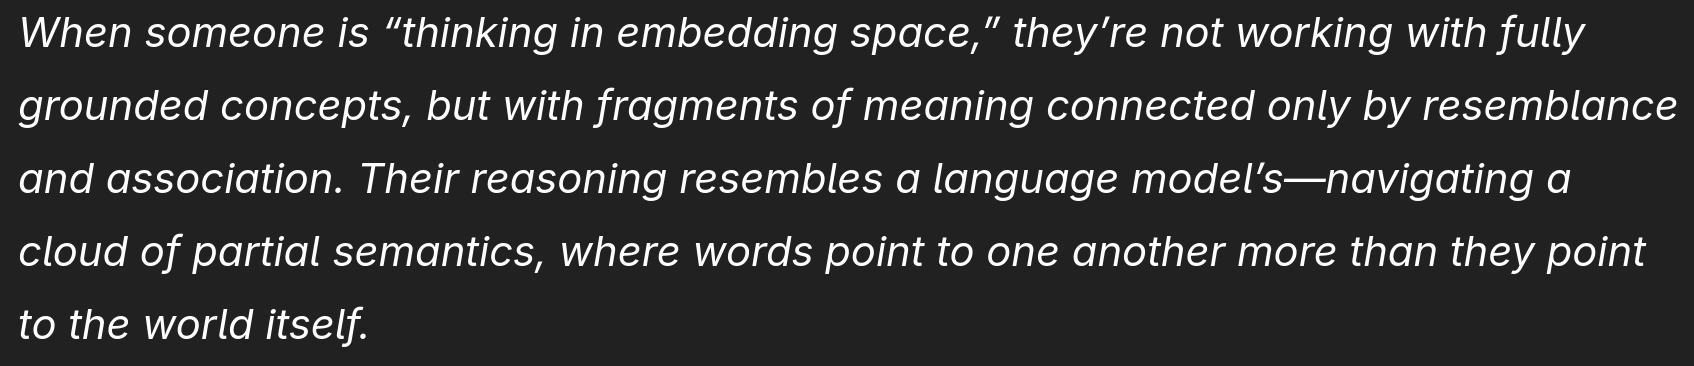 When someone is “thinking in embedding space,” they’re not working with fully
grounded concepts, but with fragments of meaning connected only by resemblance
and association. Their reasoning resembles a language model’s—navigating a
cloud of partial semantics, where words point to one another more than they point
to the world itself.